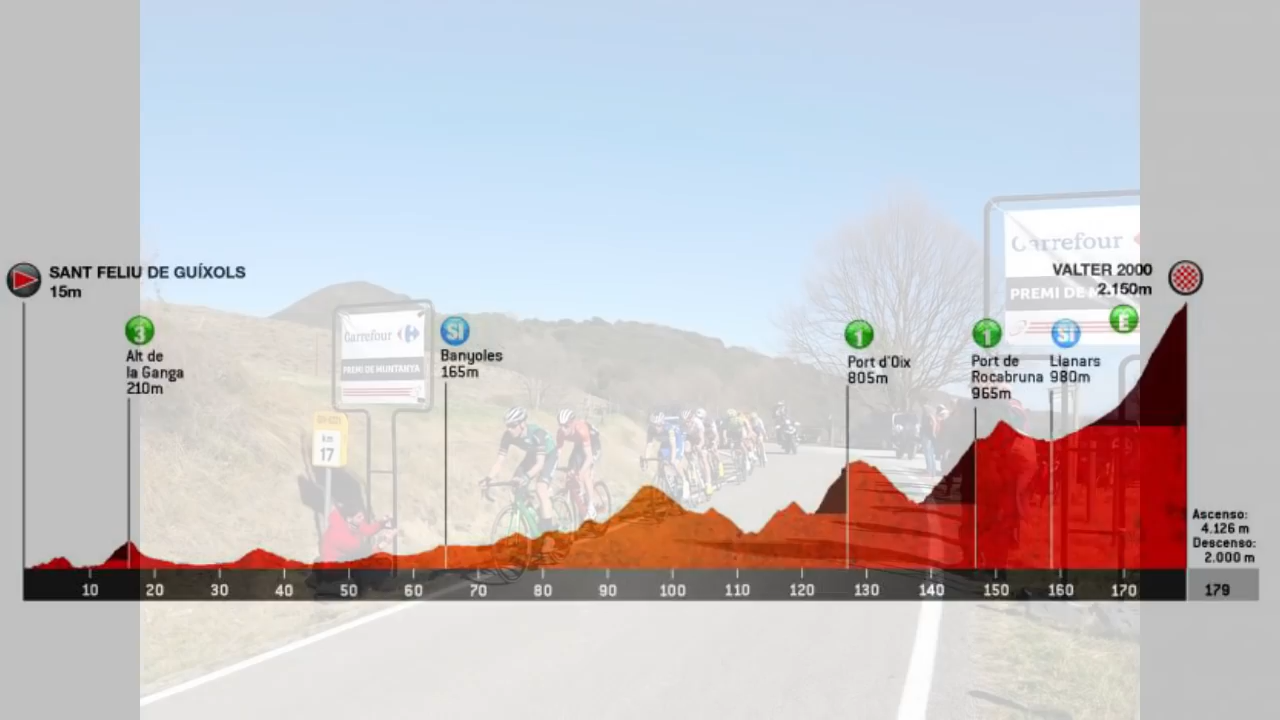 SANT FELIU DE GUÍXOLS
15m
VALTER 2000
2.150m
3
Alt de
la Ganga
210m
SI
Banyoles
165m
1
Port d'Oix
805m
1
Port de
Rocabruna
965m
SI
Llanars
980m
E
Carrefour
PREMI DE MUNTANYA
km
17
Carrefour
PREMI DE M
Ascenso:
4.126 m
Descenso:
2.000 m
10 20 30 40 50 60 70 80 90 100 110 120 130 140 150 160 170 179